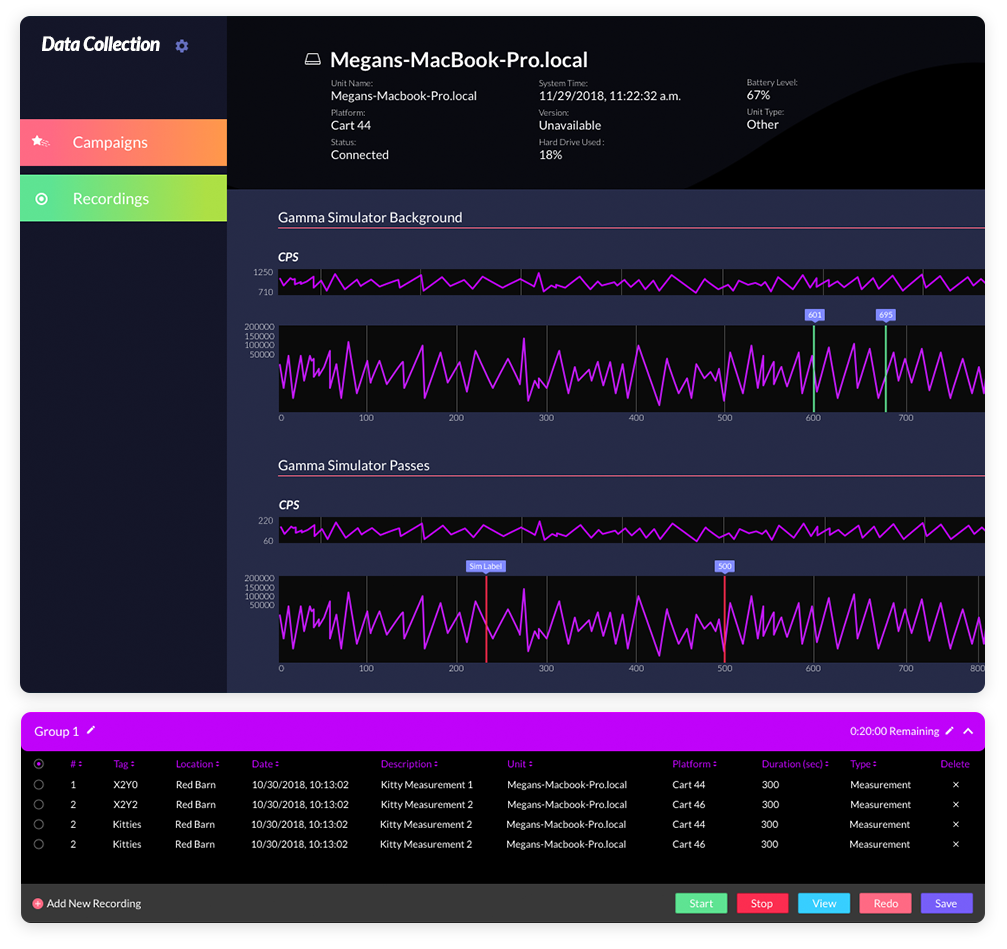 Data Collection
Campaigns
Recordings
Megans-MacBook-Pro.local
Unit Name: System Time: Battery Level:
Megans-Macbook-Pro.local 11/29/2018, 11:22:32 a.m. 67%
Platform: Version: Unit Type:
Cart 44 Unavailable Other
Status: Hard Drive Used :
Connected 18%
Gamma Simulator Background
CPS
1250
710
601 695
200000
150000
100000
50000
0 100 200 300 400 500 600 700
Gamma Simulator Passes
CPS
220
60
Sim Label 500
200000
150000
100000
50000
0 100 200 300 400 500 600 700 800
Group 1 0:20:00 Remaining
# Tag Location Date Description Unit Platform Duration (sec) Type Delete
1 X2Y0 Red Barn 10/30/2018, 10:13:02 Kitty Measurement 1 Megans-Macbook-Pro.local Cart 44 300 Measurement ×
2 X2Y2 Red Barn 10/30/2018, 10:13:02 Kitty Measurement 2 Megans-Macbook-Pro.local Cart 46 300 Measurement ×
2 Kitties Red Barn 10/30/2018, 10:13:02 Kitty Measurement 2 Megans-Macbook-Pro.local Cart 44 300 Measurement ×
2 Kitties Red Barn 10/30/2018, 10:13:02 Kitty Measurement 2 Megans-Macbook-Pro.local Cart 46 300 Measurement ×
Add New Recording Start Stop View Redo Save